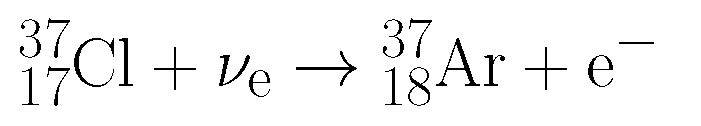 ³⁷₁₇Cl + νₑ → ³⁷₁₈Ar + e⁻